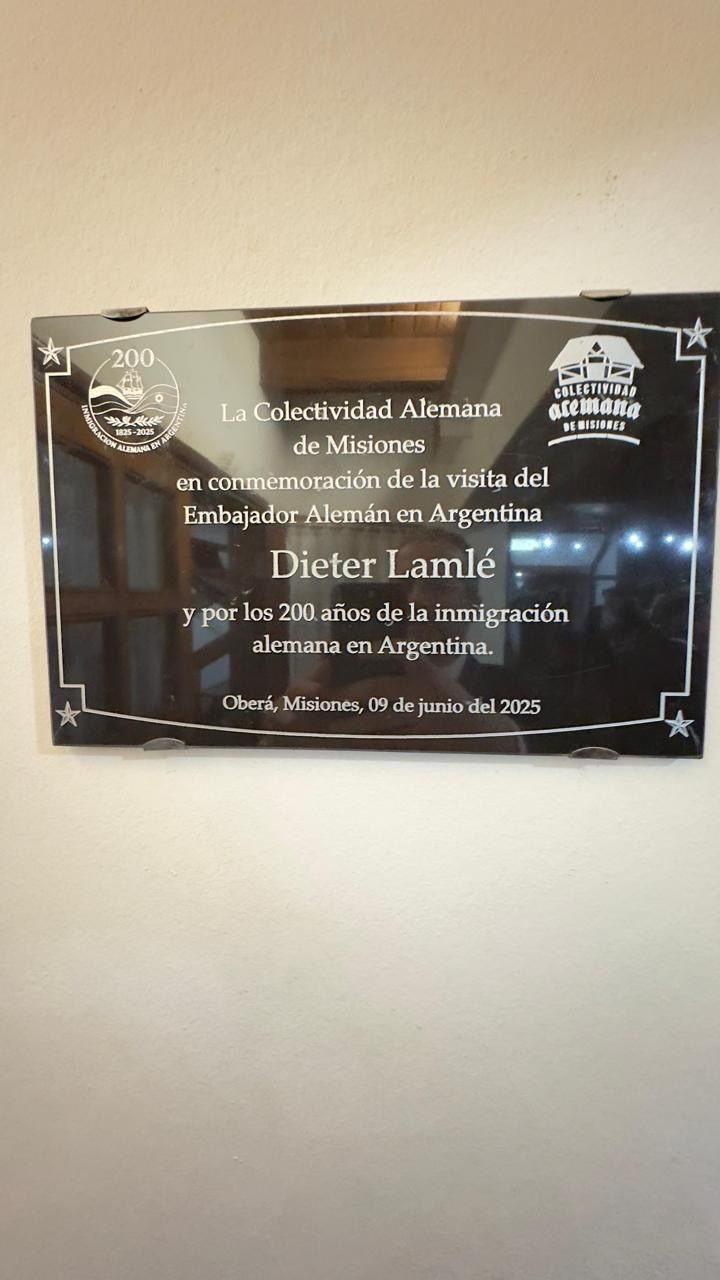 200
1825-2025
INMIGRACIÓN ALEMANA EN ARGENTINA
COLECTIVIDAD
alemana
DE MISIONES
La Colectividad Alemana
de Misiones
en conmemoración de la visita del
Embajador Alemán en Argentina
Dieter Lamlé
y por los 200 años de la inmigración
alemana en Argentina.
Oberá, Misiones, 09 de junio del 2025